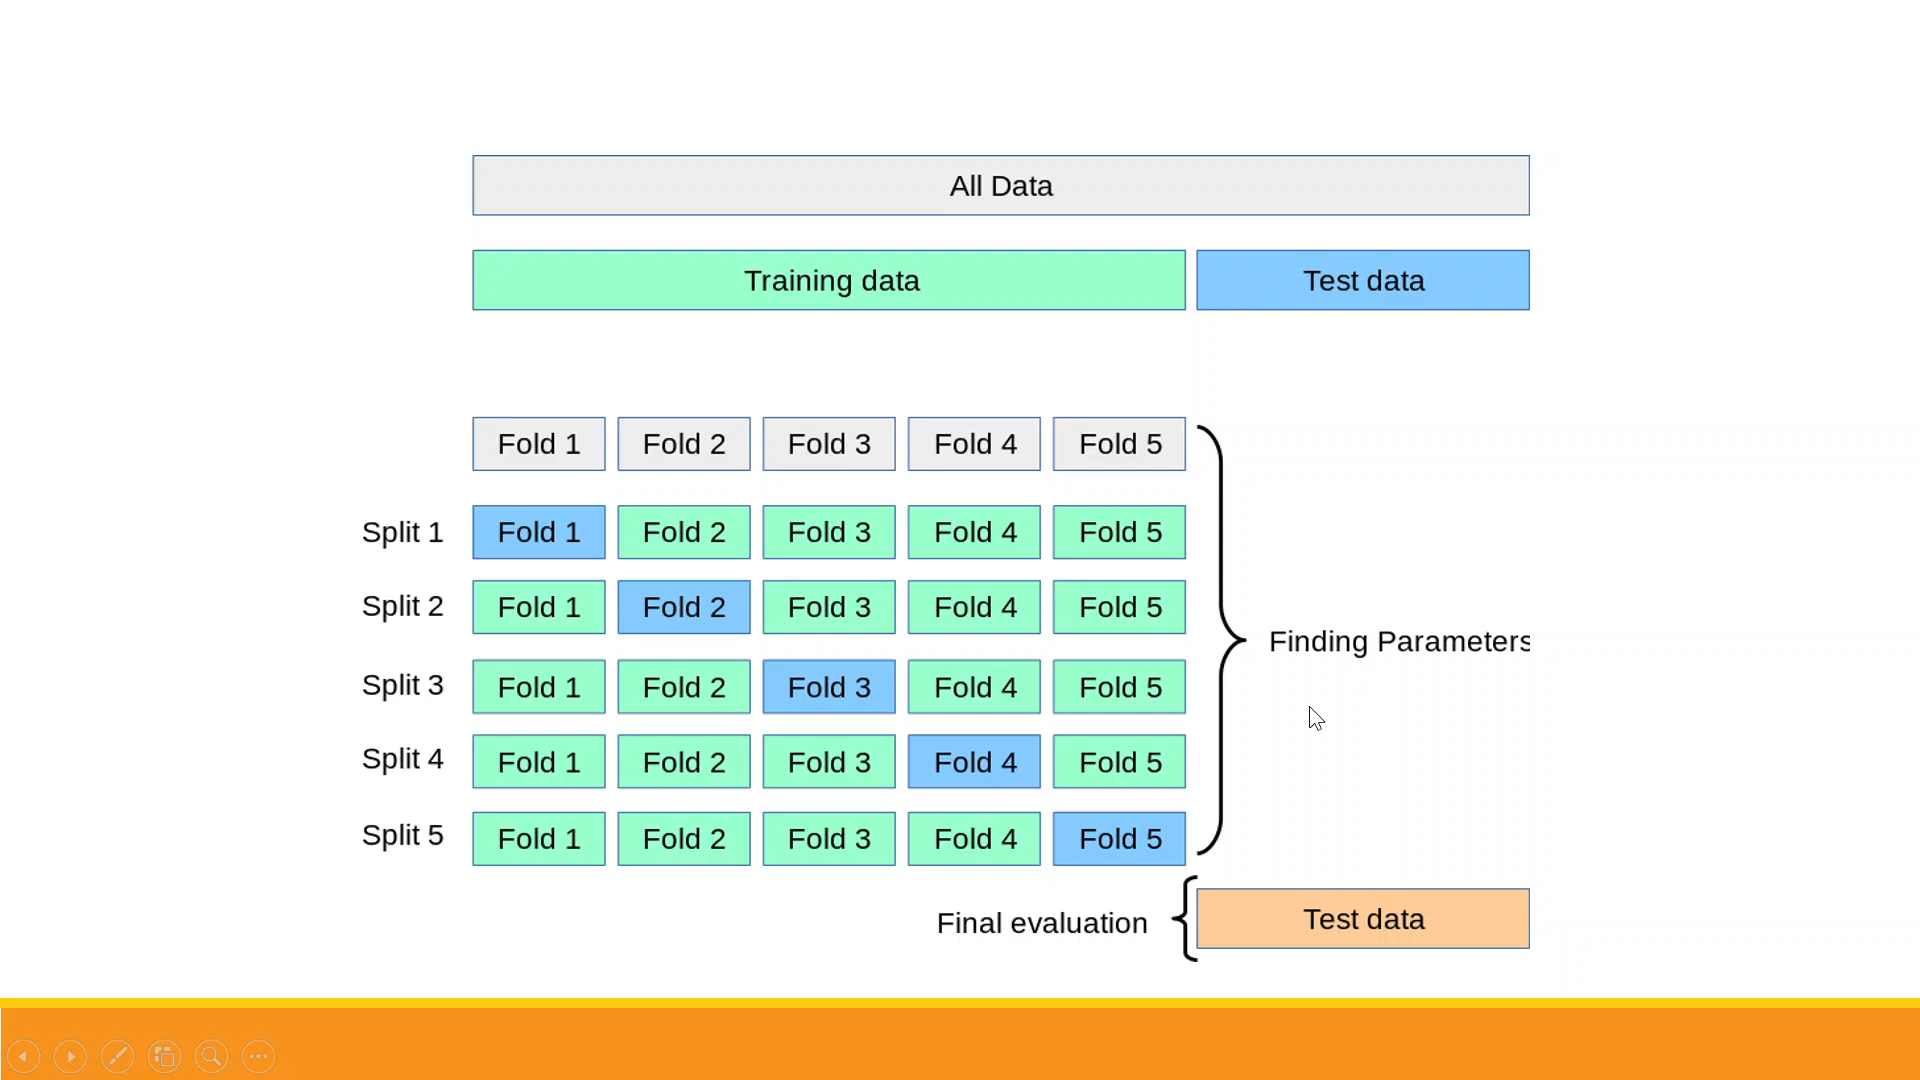 All Data
Training data Test data
Fold 1 Fold 2 Fold 3 Fold 4 Fold 5
Split 1 Fold 1 Fold 2 Fold 3 Fold 4 Fold 5
Split 2 Fold 1 Fold 2 Fold 3 Fold 4 Fold 5
Finding Parameters
Split 3 Fold 1 Fold 2 Fold 3 Fold 4 Fold 5
Split 4 Fold 1 Fold 2 Fold 3 Fold 4 Fold 5
Split 5 Fold 1 Fold 2 Fold 3 Fold 4 Fold 5
Final evaluation Test data